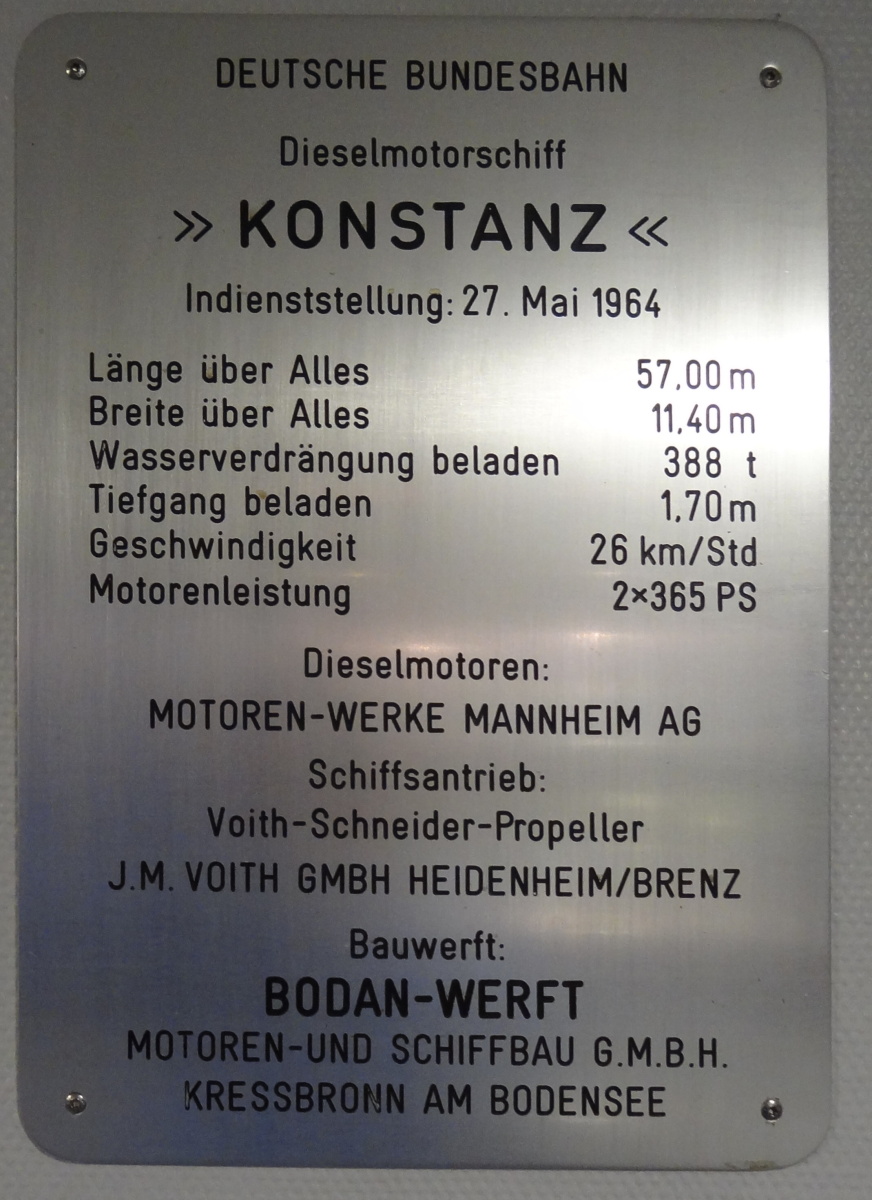 DEUTSCHE BUNDESBAHN
Dieselmotorschiff
» KONSTANZ «
Indienststellung: 27. Mai 1964
Länge über Alles 57,00 m
Breite über Alles 11,40 m
Wasserverdrängung beladen 388 t
Tiefgang beladen 1,70 m
Geschwindigkeit 26 km/Std.
Motorenleistung 2×365 PS
Dieselmotoren:
MOTOREN-WERKE MANNHEIM AG
Schiffsantrieb:
Voith-Schneider-Propeller
J.M. VOITH GMBH HEIDENHEIM/BRENZ
Bauwerft:
BODAN-WERFT
MOTOREN-UND SCHIFFBAU G.M.B.H.
KRESSBRONN AM BODENSEE